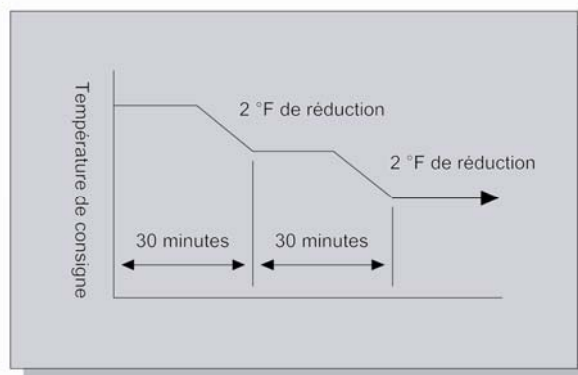 Température de consigne
2 °F de réduction
2 °F de réduction
30 minutes
30 minutes